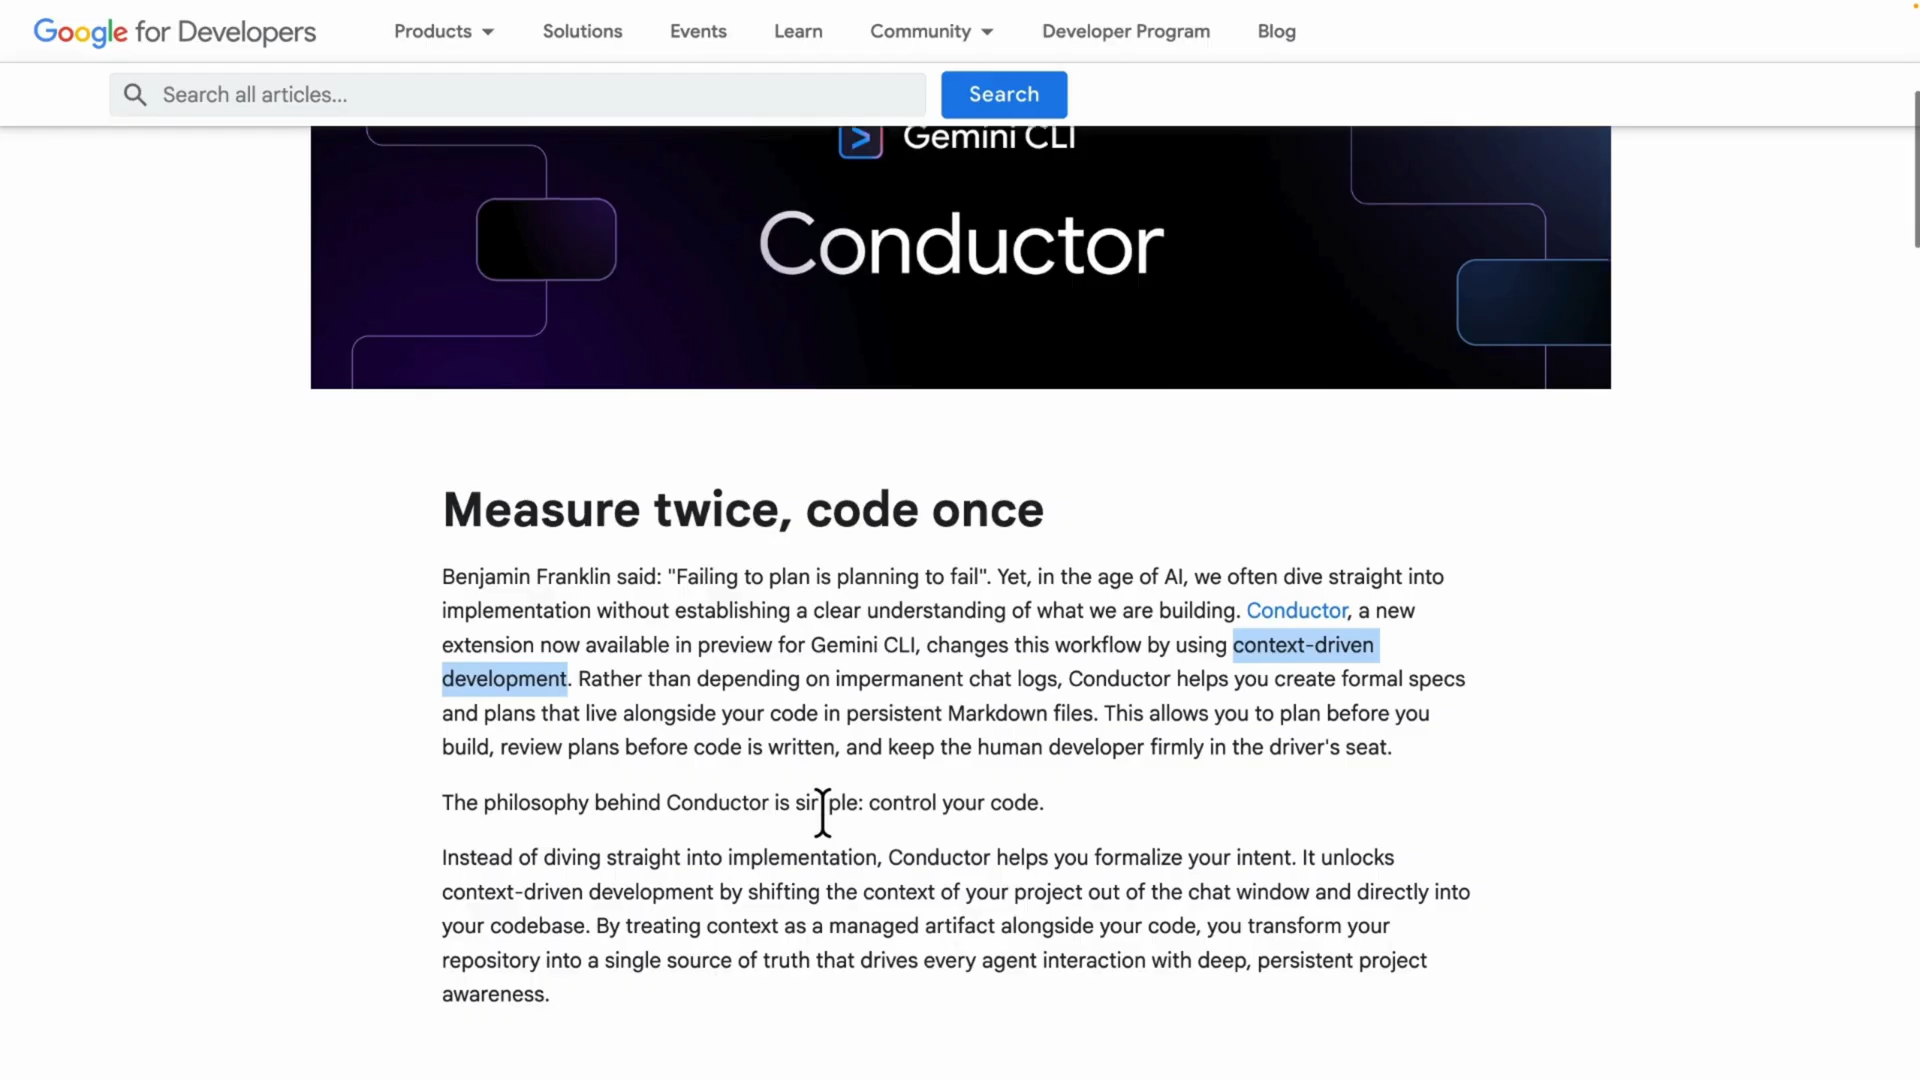 Google for Developers
Products
Solutions
Events
Learn
Community
Developer Program
Blog
Search all articles...
Search
Gemini CLI
Conductor
Measure twice, code once
Benjamin Franklin said: "Failing to plan is planning to fail". Yet, in the age of AI, we often dive straight into
implementation without establishing a clear understanding of what we are building. Conductor, a new
extension now available in preview for Gemini CLI, changes this workflow by using context-driven
development. Rather than depending on impermanent chat logs, Conductor helps you create formal specs
and plans that live alongside your code in persistent Markdown files. This allows you to plan before you
build, review plans before code is written, and keep the human developer firmly in the driver's seat.
The philosophy behind Conductor is simple: control your code.
Instead of diving straight into implementation, Conductor helps you formalize your intent. It unlocks
context-driven development by shifting the context of your project out of the chat window and directly into
your codebase. By treating context as a managed artifact alongside your code, you transform your
repository into a single source of truth that drives every agent interaction with deep, persistent project
awareness.